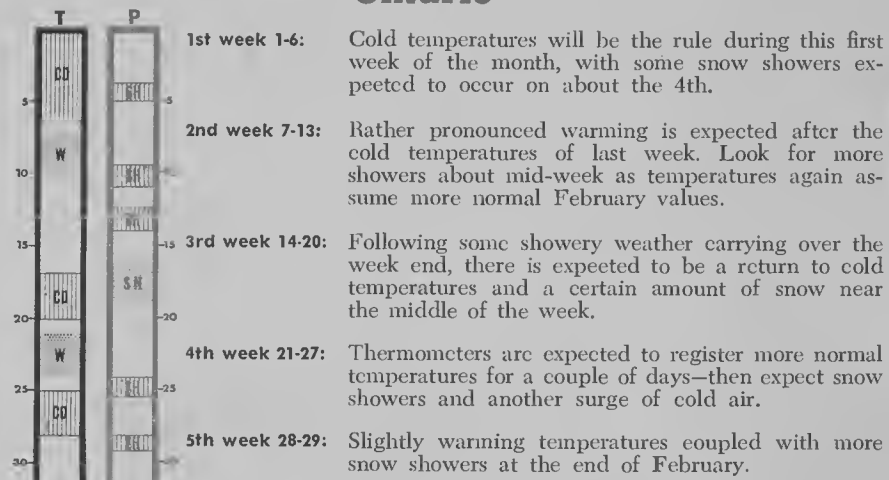 T P
1st week 1-6: Cold temperatures will be the rule during this first
week of the month, with some snow showers ex-
pected to occur on about the 4th.
2nd week 7-13: Rather pronounced warming is expected after the
cold temperatures of last week. Look for more
showers about mid-week as temperatures again as-
sume more normal February values.
3rd week 14-20: Following some showery weather carrying over the
week end, there is expected to be a return to cold
temperatures and a certain amount of snow near
the middle of the week.
4th week 21-27: Thermometers are expected to register more normal
temperatures for a couple of days—then expect snow
showers and another surge of cold air.
5th week 28-29: Slightly warming temperatures coupled with more
snow showers at the end of February.
CD
5
W
10
15
CD
20
W
25
CD
30
5
15
SN
20
25